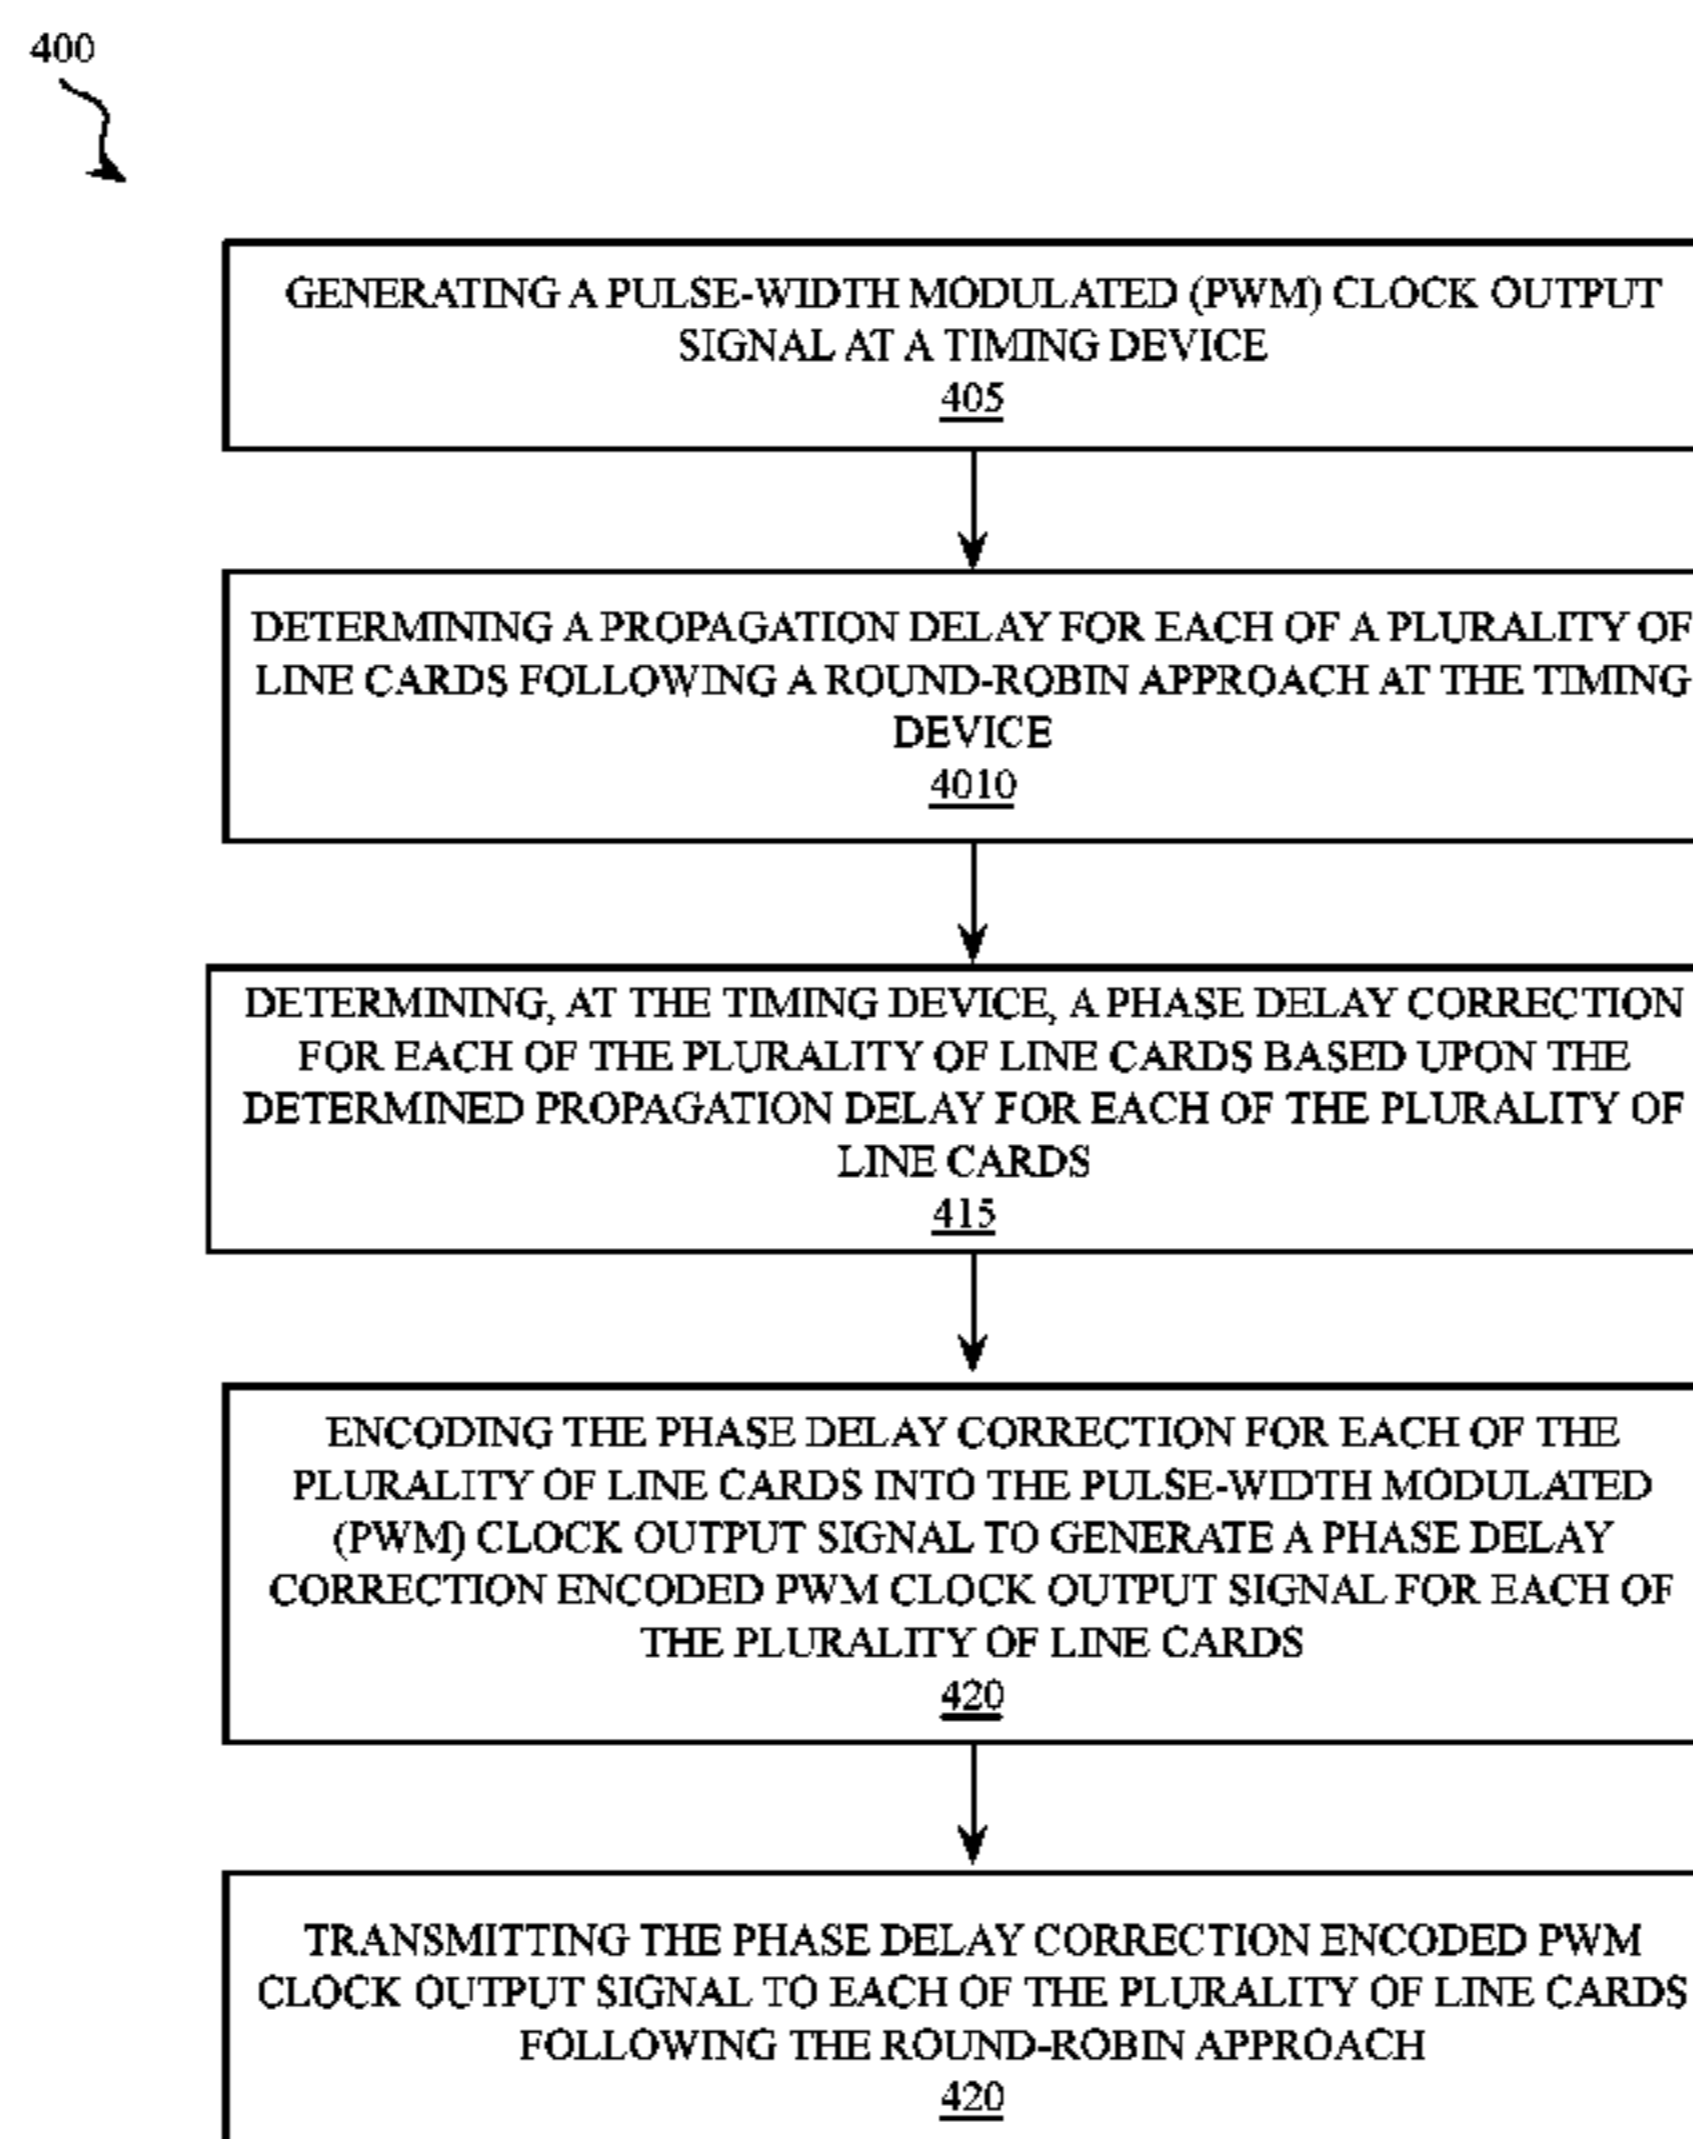 400
GENERATING A PULSE-WIDTH MODULATED (PWM) CLOCK OUTPUT
SIGNAL AT A TIMING DEVICE
405
DETERMINING A PROPAGATION DELAY FOR EACH OF A PLURALITY OF
LINE CARDS FOLLOWING A ROUND-ROBIN APPROACH AT THE TIMING
DEVICE
4010
DETERMINING, AT THE TIMING DEVICE, A PHASE DELAY CORRECTION
FOR EACH OF THE PLURALITY OF LINE CARDS BASED UPON THE
DETERMINED PROPAGATION DELAY FOR EACH OF THE PLURALITY OF
LINE CARDS
415
ENCODING THE PHASE DELAY CORRECTION FOR EACH OF THE
PLURALITY OF LINE CARDS INTO THE PULSE-WIDTH MODULATED
(PWM) CLOCK OUTPUT SIGNAL TO GENERATE A PHASE DELAY
CORRECTION ENCODED PWM CLOCK OUTPUT SIGNAL FOR EACH OF
THE PLURALITY OF LINE CARDS
420
TRANSMITTING THE PHASE DELAY CORRECTION ENCODED PWM
CLOCK OUTPUT SIGNAL TO EACH OF THE PLURALITY OF LINE CARDS
FOLLOWING THE ROUND-ROBIN APPROACH
420